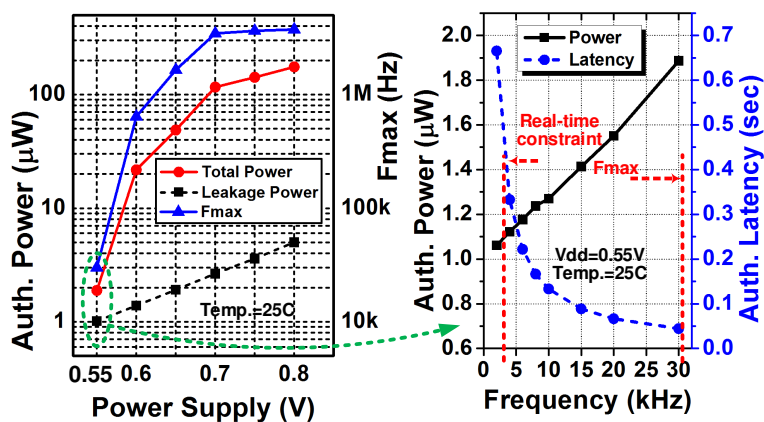 Auth. Power (μW)
100
10
1
Total Power
Leakage Power
Fmax
Temp.=25C
1M
100k
10k
Fmax (Hz)
0.55 0.6 0.7 0.8
Power Supply (V)
Auth. Power (μW)
2.0
1.8
1.6
1.4
1.2
1.0
0.8
0.6
Power
Latency
Real-time
constraint
Fmax
Vdd=0.55V
Temp.=25C
0.7
0.6
0.5
0.4
0.3
0.2
0.1
0.0
Auth. Latency (sec)
0 5 10 15 20 25 30
Frequency (kHz)